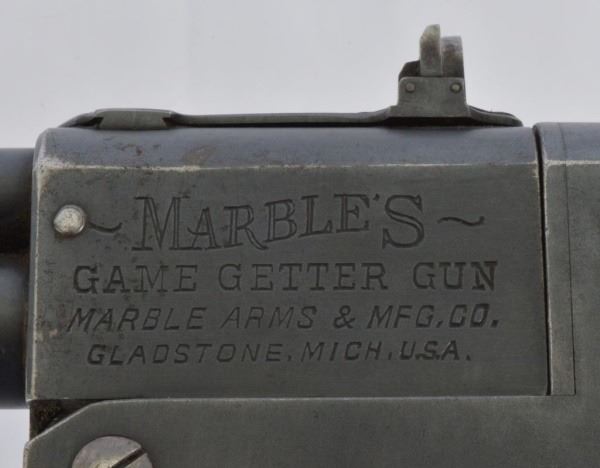 ~ MARBLE'S ~
GAME GETTER GUN
MARBLE ARMS & MFG. CO.
GLADSTONE, MICH, U.S.A.